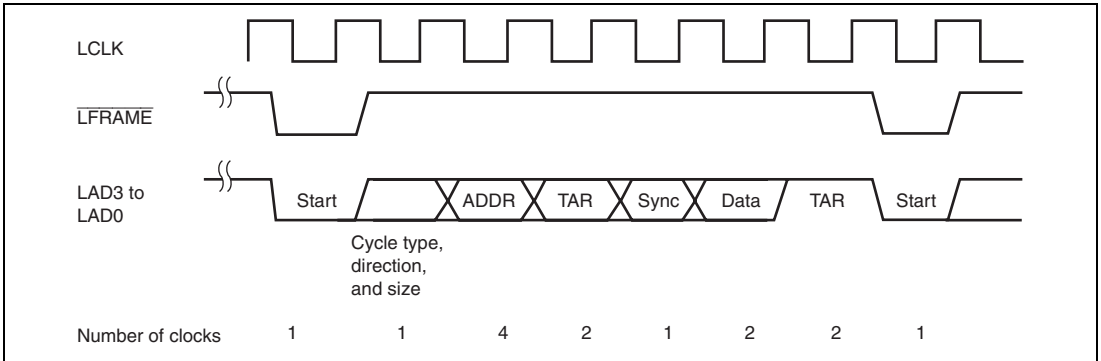 LCLK
LFRAME
LAD3 to
LAD0
Start ADDR TAR Sync Data TAR Start
Cycle type,
direction,
and size
Number of clocks 1 1 4 2 1 2 2 1